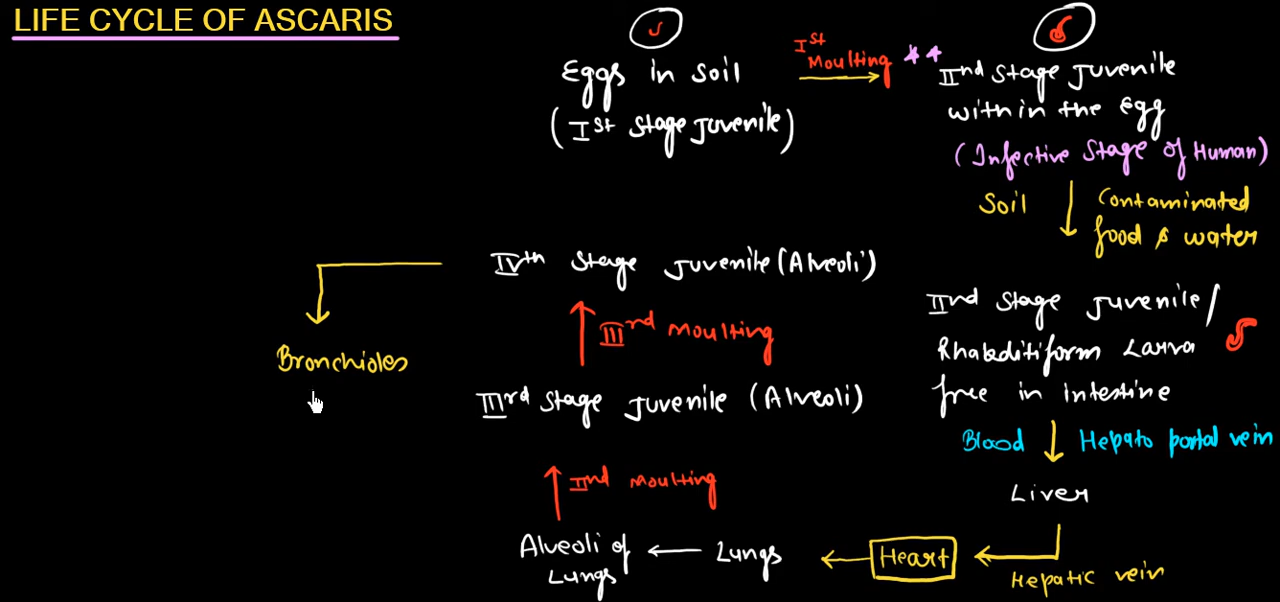 LIFE CYCLE OF ASCARIS
Eggs in Soil
(Ist Stage Juvenile)
Ist
Moulting
IInd Stage Juvenile
within the Egg
(Infective Stage of Human)
Soil
Contaminated
food & water
IInd Stage Juvenile/
Rhabditiform Larva
free in intestine
Blood
Hepato portal vein
Liver
Hepatic vein
Heart
Lungs
Alveoli of
Lungs
IInd Moulting
IIIrd Stage Juvenile (Alveoli)
IIIrd Moulting
IVth Stage Juvenile (Alveoli)
Bronchioles